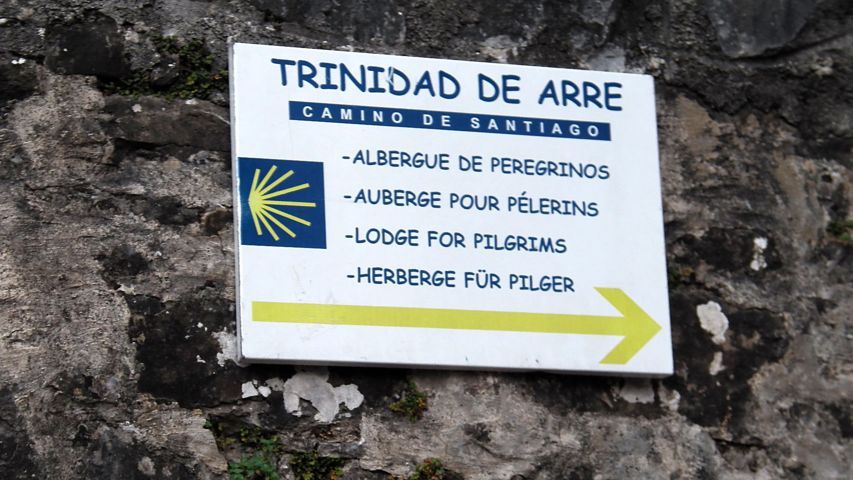 TRINIDAD DE ARRE
CAMINO DE SANTIAGO
-ALBERGUE DE PEREGRINOS
-AUBERGE POUR PÉLERINS
-LODGE FOR PILGRIMS
-HERBERGE FÜR PILGER